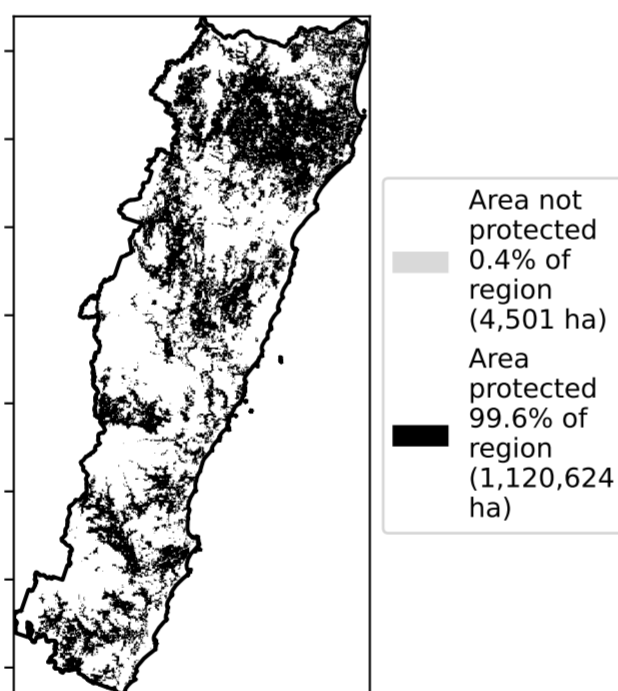 Area not
protected
0.4% of
region
(4,501 ha)
Area
protected
99.6% of
region
(1,120,624
ha)